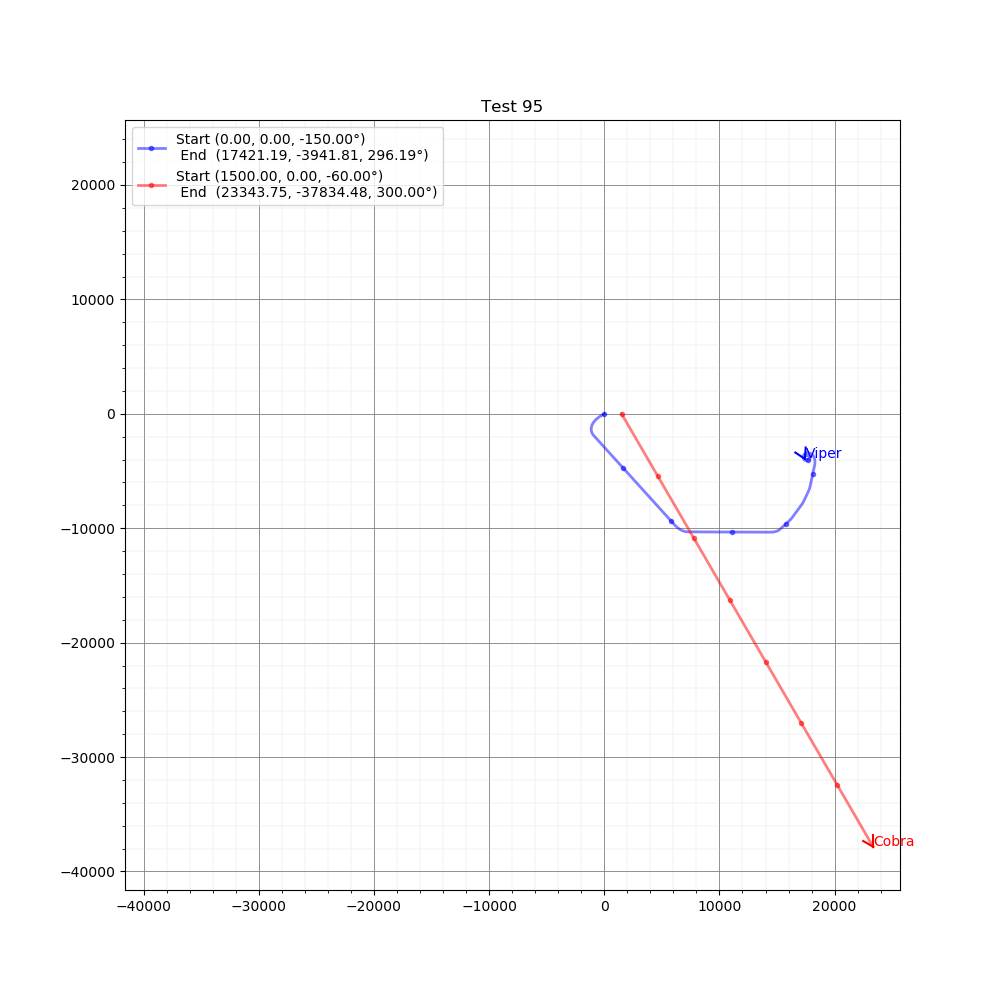 Test 95
Start (0.00, 0.00, -150.00°)
End (17421.19, -3941.81, 296.19°)
Start (1500.00, 0.00, -60.00°)
End (23343.75, -37834.48, 300.00°)
20000
10000
0
−10000
−20000
−30000
−40000
Viper
Cobra
−40000 −30000 −20000 −10000 0 10000 20000